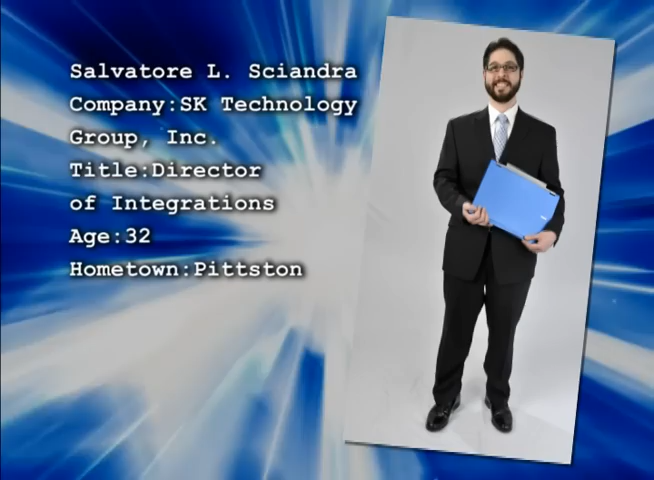 Salvatore L. Sciandra
Company:SK Technology
Group, Inc.
Title:Director
of Integrations
Age:32
Hometown:Pittston